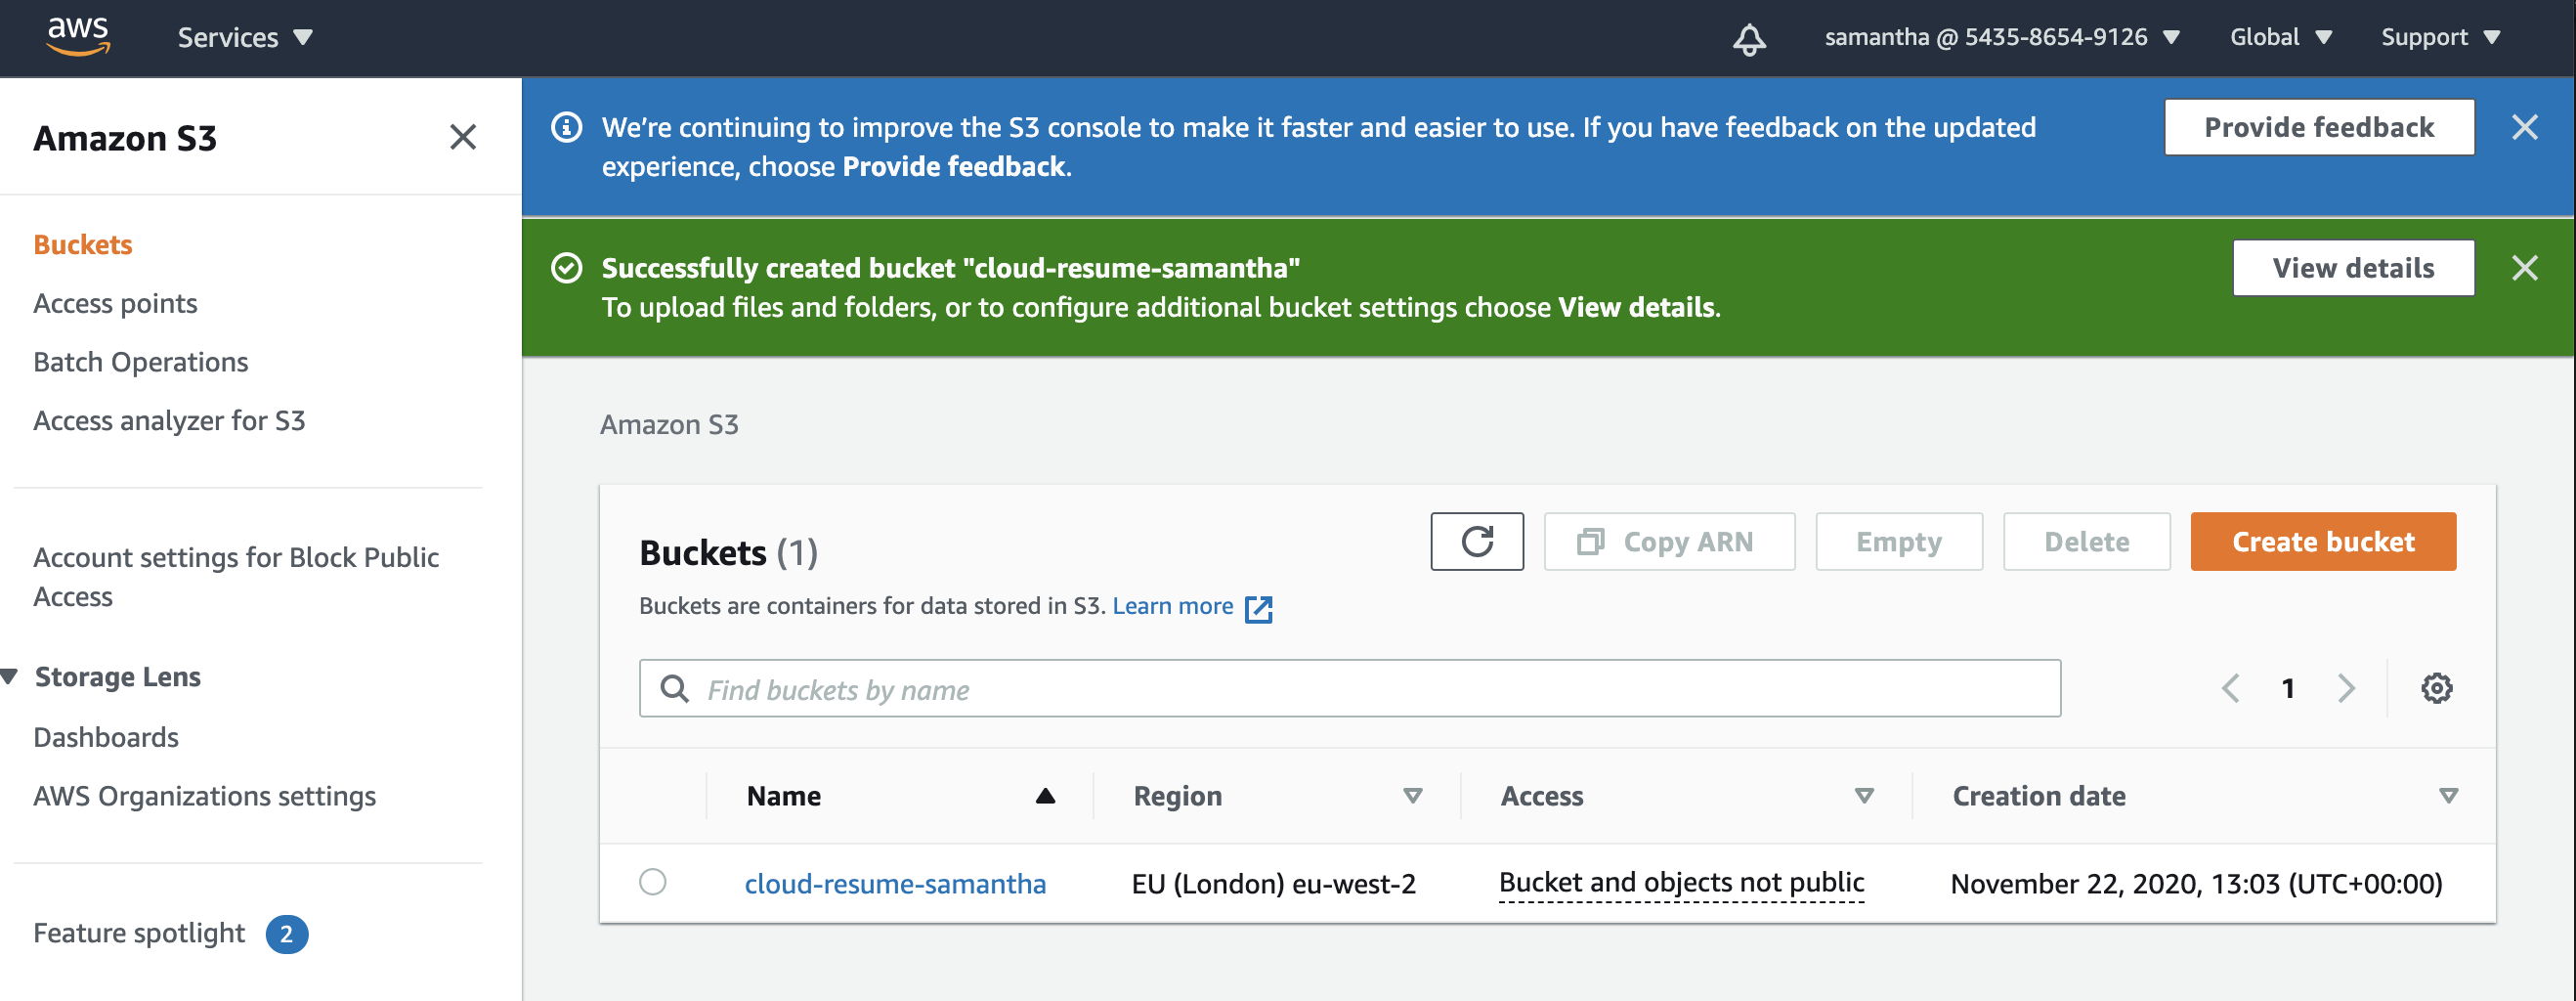 aws
Services
samantha @ 5435-8654-9126
Global
Support
Amazon S3
Buckets
Access points
Batch Operations
Access analyzer for S3
Account settings for Block Public
Access
Storage Lens
Dashboards
AWS Organizations settings
Feature spotlight 2
We're continuing to improve the S3 console to make it faster and easier to use. If you have feedback on the updated
experience, choose Provide feedback.
Provide feedback
Successfully created bucket "cloud-resume-samantha"
To upload files and folders, or to configure additional bucket settings choose View details.
View details
Amazon S3
Buckets (1)
Copy ARN
Empty
Delete
Create bucket
Buckets are containers for data stored in S3. Learn more
Find buckets by name
1
Name
Region
Access
Creation date
cloud-resume-samantha
EU (London) eu-west-2
Bucket and objects not public
November 22, 2020, 13:03 (UTC+00:00)